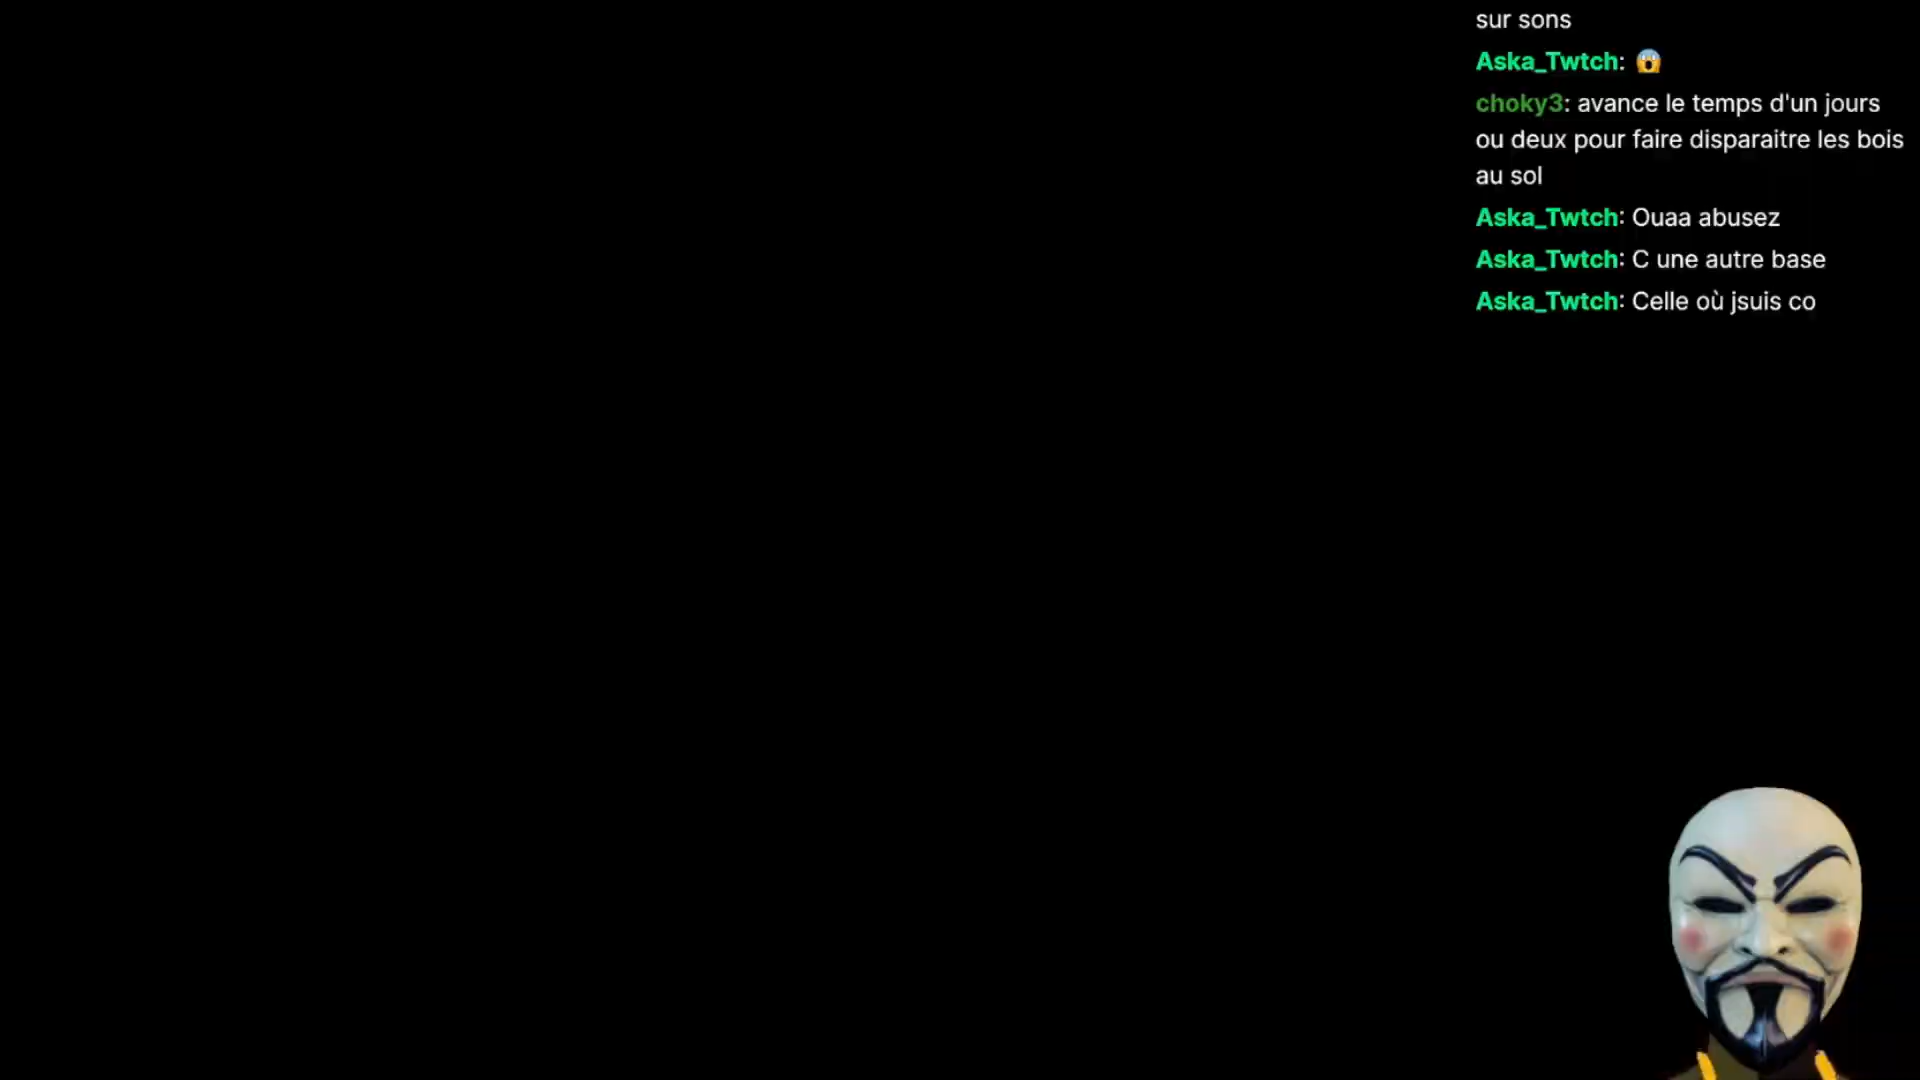 sur sons
Aska_Twtch: 😱
choky3: avance le temps d'un jours
ou deux pour faire disparaitre les bois
au sol
Aska_Twtch: Ouaa abusez
Aska_Twtch: C une autre base
Aska_Twtch: Celle où jsuis co